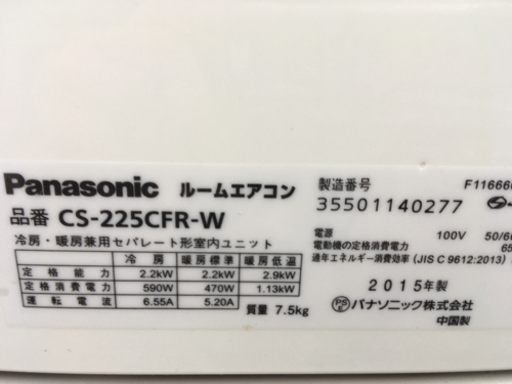 Panasonic ルームエアコン
品番 CS-225CFR-W
冷房・暖房兼用セパレート形室内ユニット
冷房 暖房標準 暖房低温
定格能力 2.2kW 2.2kW 2.9kW
定格消費電力 590W 470W 1.13kW
運転電流 6.55A 5.20A
質量 7.5kg
製造番号 F11666
35501140277
電源 100V 50/6
電動機の定格消費電力 65
通年エネルギー消費効率 (JIS C 9612:2013)
2015年製
PS E パナソニック株式会社
中国製